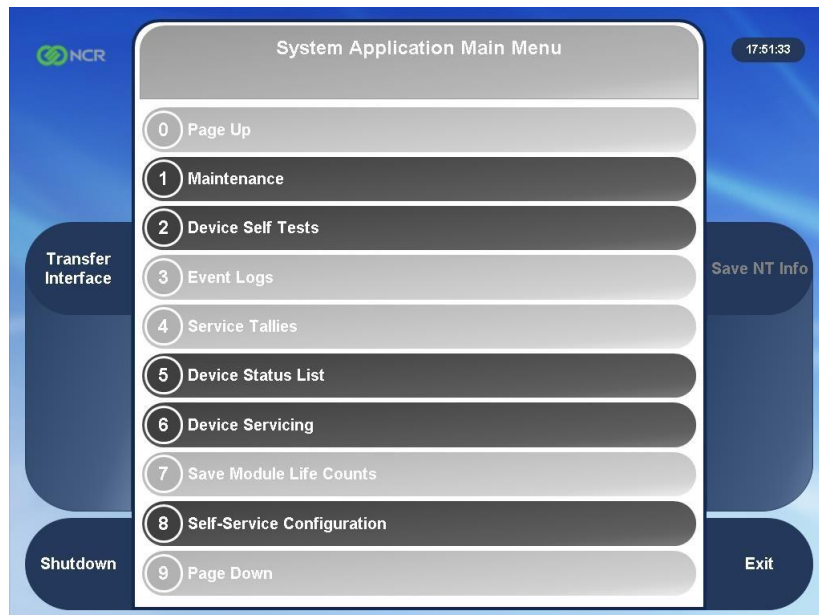 NCR
System Application Main Menu
17:51:33
0 Page Up
1 Maintenance
2 Device Self Tests
Transfer
Interface
3 Event Logs
Save NT Info
4 Service Tallies
5 Device Status List
6 Device Servicing
7 Save Module Life Counts
8 Self-Service Configuration
Shutdown
9 Page Down
Exit